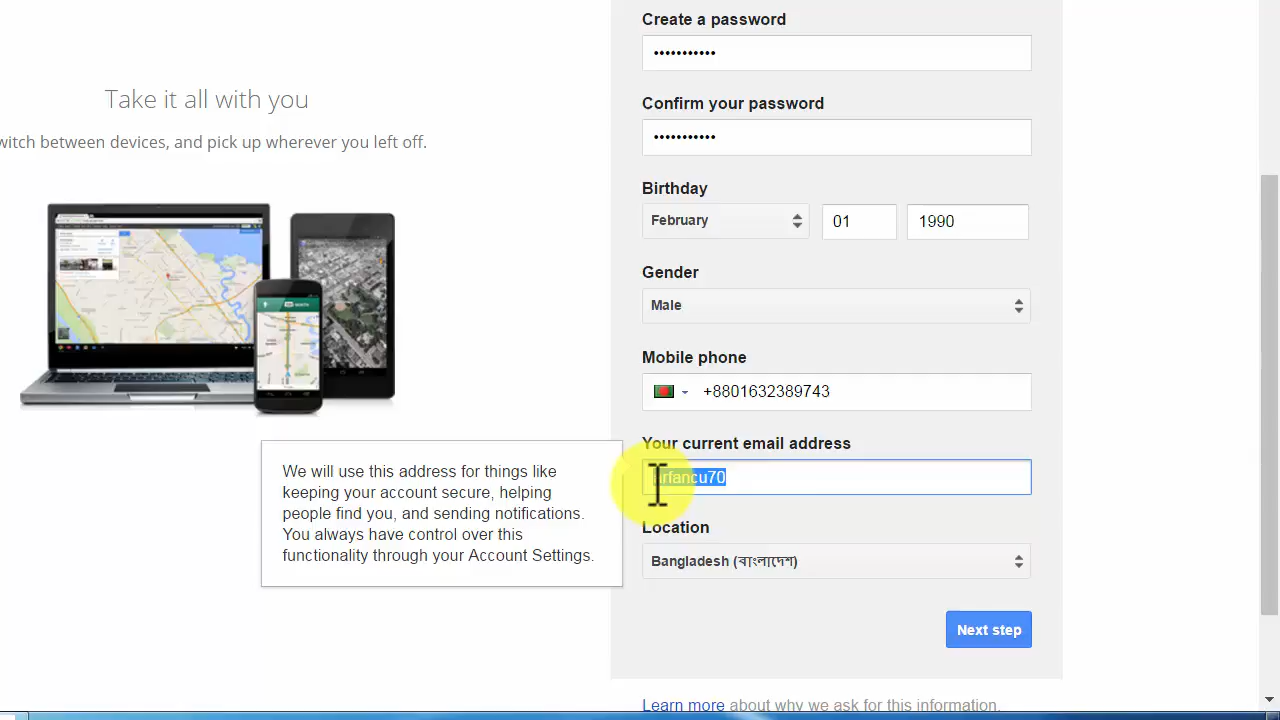 Create a password
•••••••••••
Take it all with you
Confirm your password
witch between devices, and pick up wherever you left off.
•••••••••••
Birthday
February 01 1990
Gender
Male
Mobile phone
+8801632389743
Your current email address
We will use this address for things like
keeping your account secure, helping
people find you, and sending notifications.
You always have control over this
functionality through your Account Settings.
Location
Bangladesh (বাংলাদেশ)
Next step
Learn more about why we ask for this information.